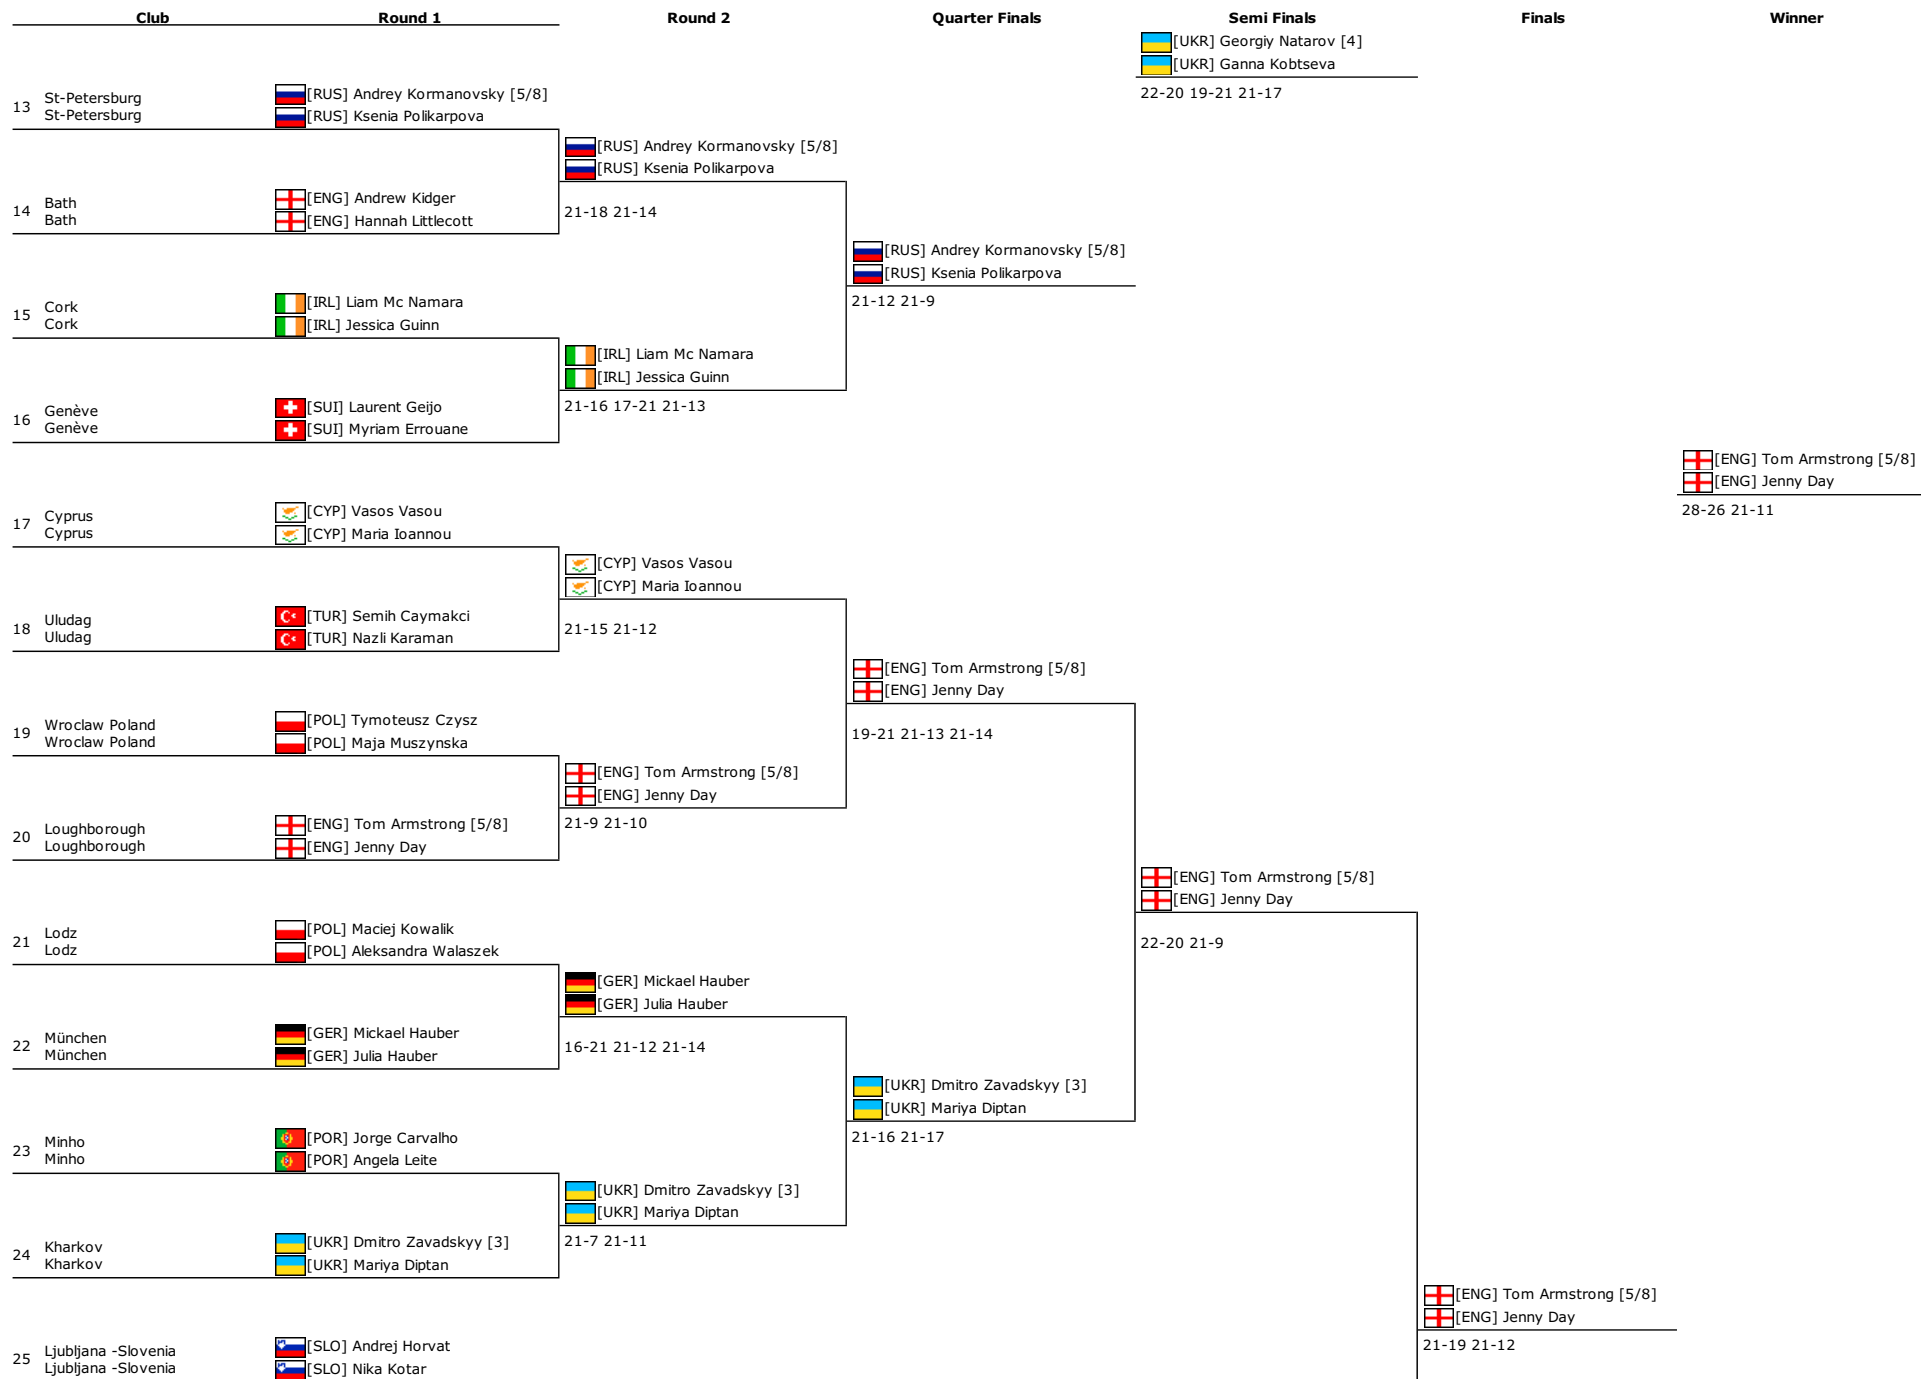 Club Round 1 Round 2 Quarter Finals Semi Finals Finals Winner
[UKR] Georgiy Natarov [4]
[UKR] Ganna Kobtseva
22-20 19-21 21-17
13 St-Petersburg [RUS] Andrey Kormanovsky [5/8]
St-Petersburg [RUS] Ksenia Polikarpova
[RUS] Andrey Kormanovsky [5/8]
[RUS] Ksenia Polikarpova
14 Bath [ENG] Andrew Kidger
Bath [ENG] Hannah Littlecott
21-18 21-14
[RUS] Andrey Kormanovsky [5/8]
[RUS] Ksenia Polikarpova
21-12 21-9
15 Cork [IRL] Liam Mc Namara
Cork [IRL] Jessica Guinn
[IRL] Liam Mc Namara
[IRL] Jessica Guinn
21-16 17-21 21-13
16 Genève [SUI] Laurent Geijo
Genève [SUI] Myriam Errouane
[ENG] Tom Armstrong [5/8]
[ENG] Jenny Day
28-26 21-11
17 Cyprus [CYP] Vasos Vasou
Cyprus [CYP] Maria Ioannou
[CYP] Vasos Vasou
[CYP] Maria Ioannou
18 Uludag [TUR] Semih Caymakci
Uludag [TUR] Nazli Karaman
21-15 21-12
[ENG] Tom Armstrong [5/8]
[ENG] Jenny Day
19 Wroclaw Poland [POL] Tymoteusz Czysz
Wroclaw Poland [POL] Maja Muszynska
19-21 21-13 21-14
[ENG] Tom Armstrong [5/8]
[ENG] Jenny Day
20 Loughborough [ENG] Tom Armstrong [5/8]
Loughborough [ENG] Jenny Day
21-9 21-10
[ENG] Tom Armstrong [5/8]
[ENG] Jenny Day
21 Lodz [POL] Maciej Kowalik
Lodz [POL] Aleksandra Walaszek
22-20 21-9
[GER] Mickael Hauber
[GER] Julia Hauber
22 München [GER] Mickael Hauber
München [GER] Julia Hauber
16-21 21-12 21-14
[UKR] Dmitro Zavadskyy [3]
[UKR] Mariya Diptan
21-16 21-17
23 Minho [POR] Jorge Carvalho
Minho [POR] Angela Leite
[UKR] Dmitro Zavadskyy [3]
[UKR] Mariya Diptan
24 Kharkov [UKR] Dmitro Zavadskyy [3]
Kharkov [UKR] Mariya Diptan
21-7 21-11
[ENG] Tom Armstrong [5/8]
[ENG] Jenny Day
21-19 21-12
25 Ljubljana -Slovenia [SLO] Andrej Horvat
Ljubljana -Slovenia [SLO] Nika Kotar